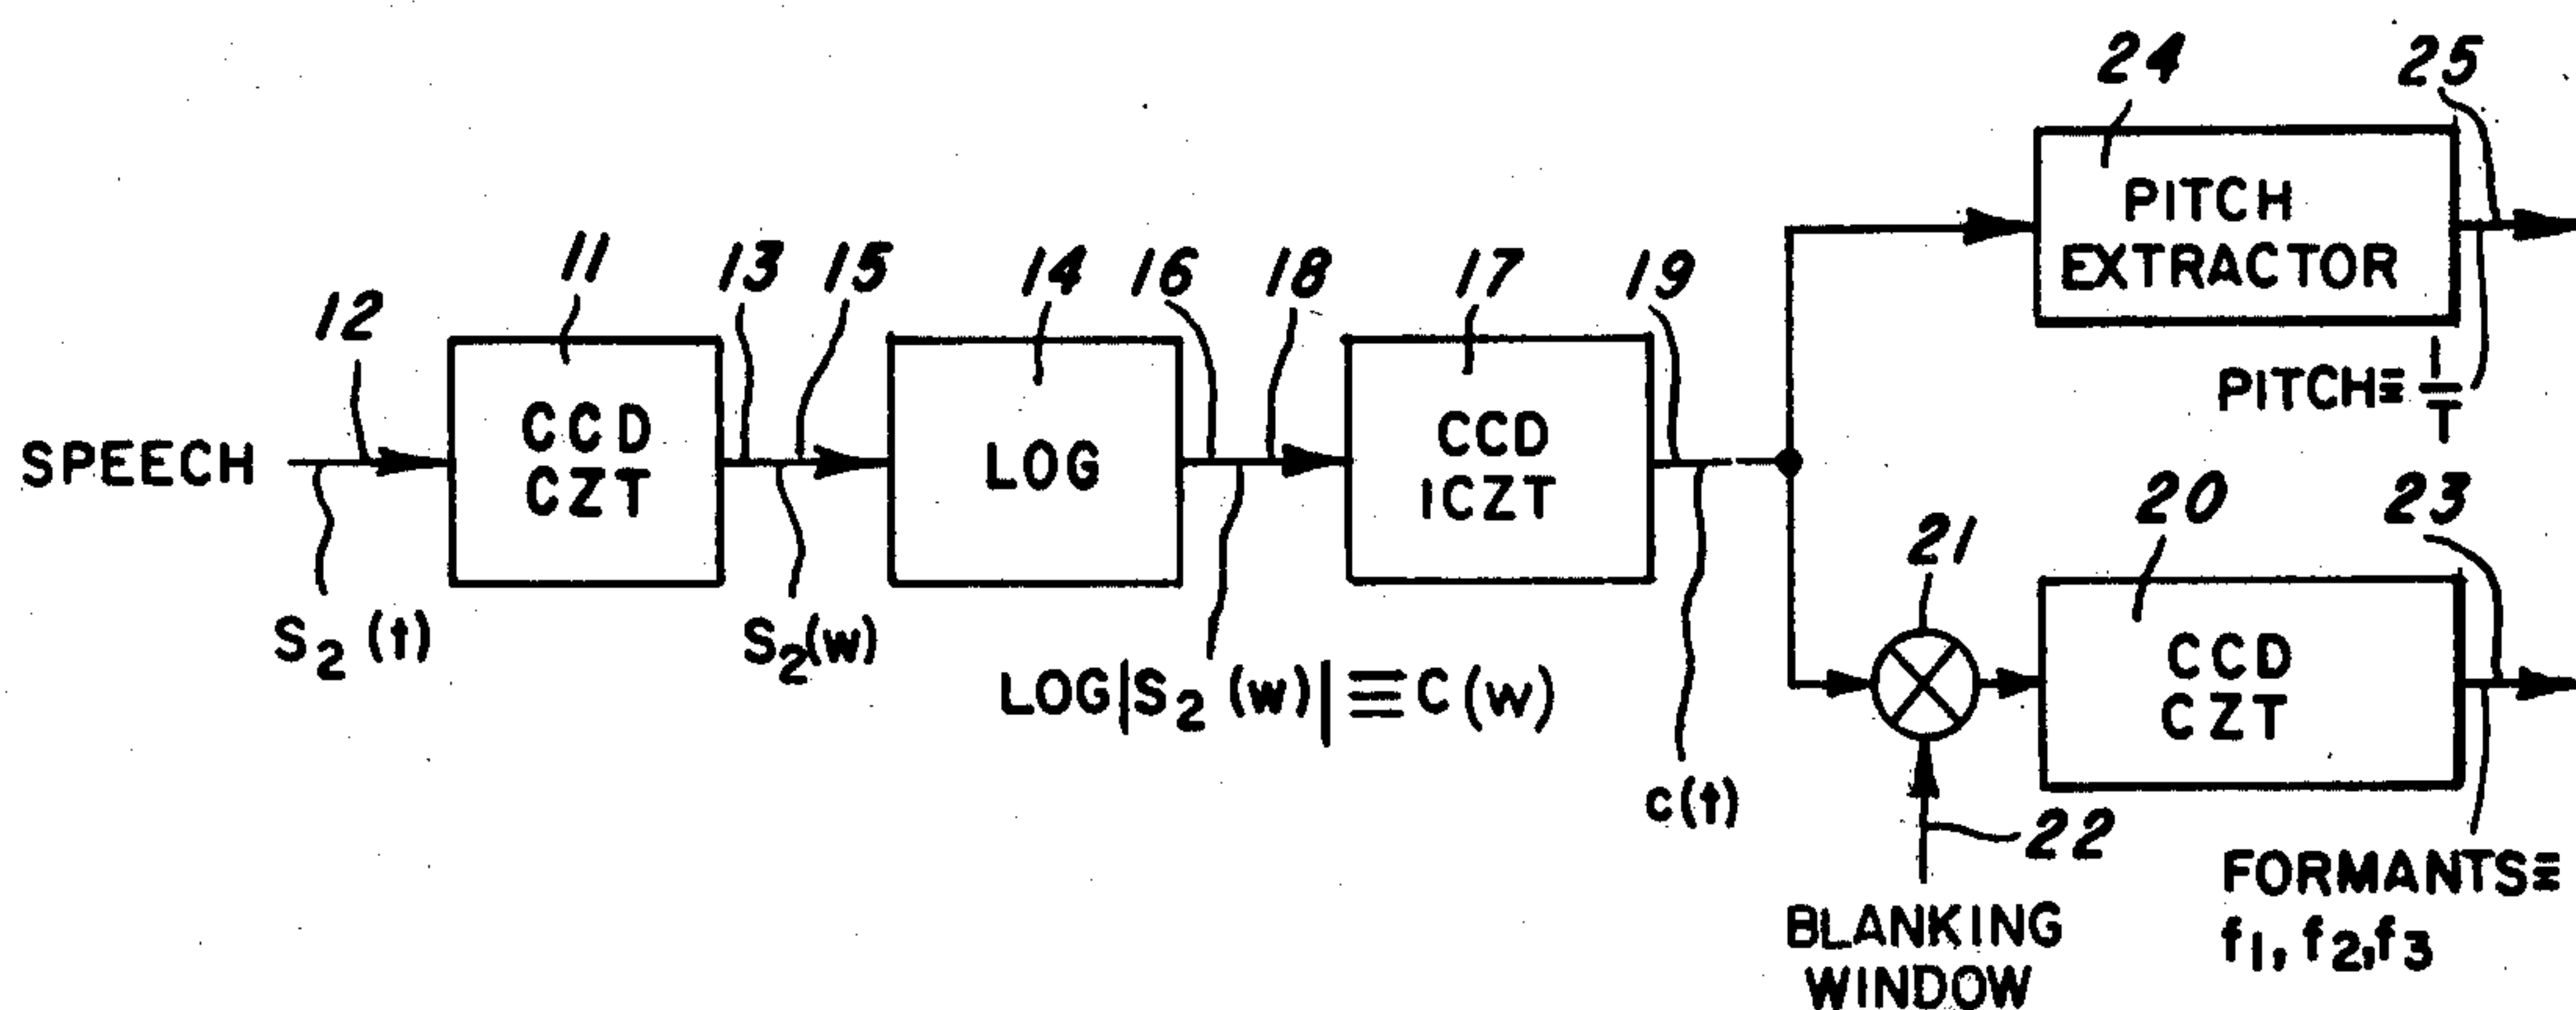 24
25
PITCH
EXTRACTOR
11
13
15
14
16
18
17
19
12
PITCH≡ 1/T
SPEECH
CCD
CZT
LOG
CCD
ICZT
21
20
23
S₂ (t)
S₂(w)
LOG|S₂ (w)| ≡ C(w)
c(t)
CCD
CZT
22
BLANKING
WINDOW
FORMANTS≡
f₁, f₂,f₃